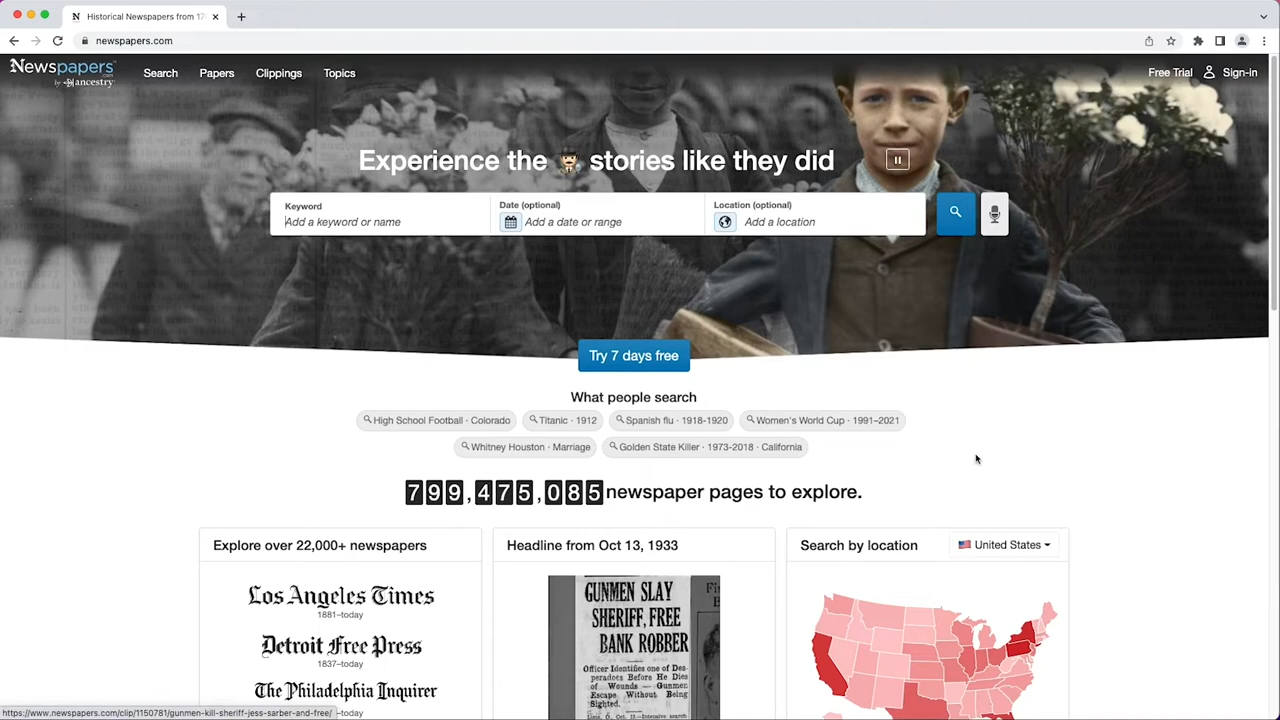 Historical Newspapers from 17
newspapers.com
Newspapers
.com
by ancestry
Search
Papers
Clippings
Topics
Free Trial
Sign-In
Experience the stories like they did
Keyword
Add a keyword or name
Date (optional)
Add a date or range
Location (optional)
Add a location
Try 7 days free
What people search
High School Football · Colorado
Titanic · 1912
Spanish flu · 1918-1920
Women's World Cup · 1991–2021
Whitney Houston · Marriage
Golden State Killer · 1973-2018 · California
799,475,085 newspaper pages to explore.
Explore over 22,000+ newspapers
Los Angeles Times
1881–today
Detroit Free Press
1837–today
The Philadelphia Inquirer
–today
Headline from Oct 13, 1933
GUNMEN SLAY
SHERIFF, FREE
BANK ROBBER
Officer Identifies one of Des-
peradoes Before He Dies
of Wounds — Gunmen
Escape Without Being
Sighted.
Search by location
United States
https://www.newspapers.com/clip/1150781/gunmen-kill-sheriff-jess-sarber-and-free/